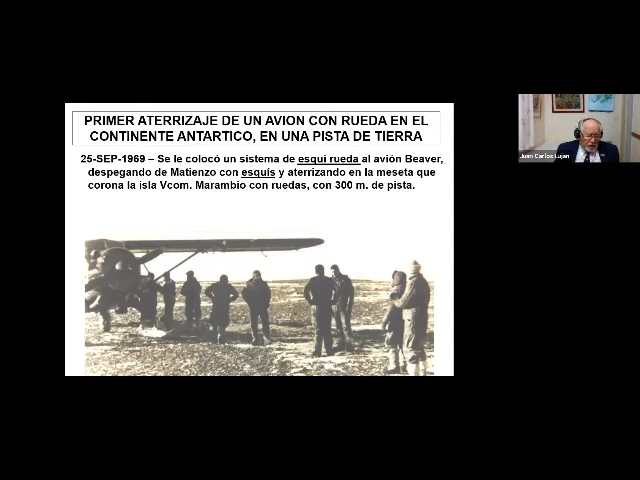 PRIMER ATERRIZAJE DE UN AVION CON RUEDA EN EL
CONTINENTE ANTARTICO, EN UNA PISTA DE TIERRA
25-SEP-1969 – Se le colocó un sistema de esqui rueda al avión Beaver,
despegando de Matienzo con esquís y aterrizando en la meseta que
corona la isla Vcom. Marambio con ruedas, con 300 m. de pista.
Juan Carlos Lujan